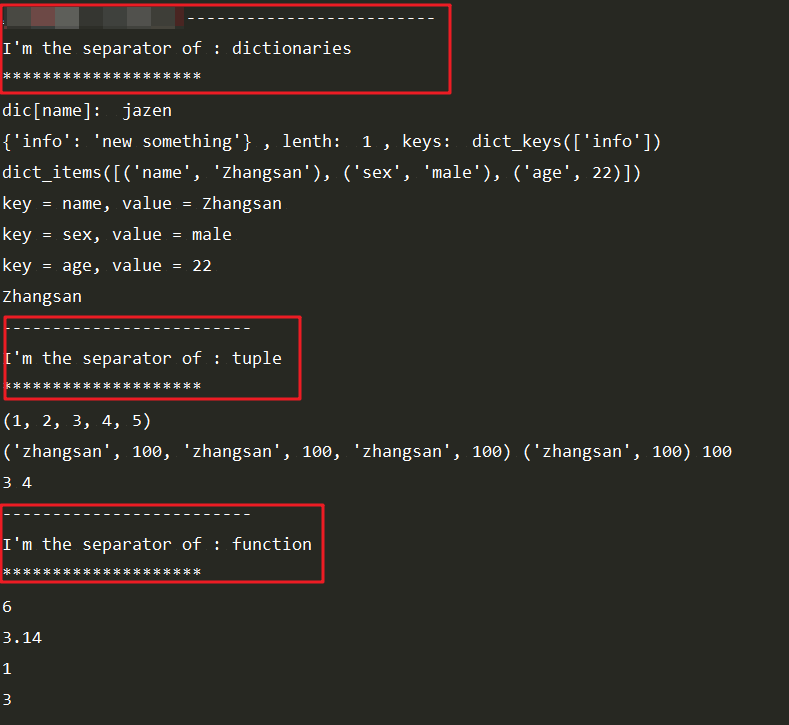 -------------------------
I'm the separator of : dictionaries
********************
dic[name]:  jazen
{'info': 'new something'} , lenth:  1 , keys:  dict_keys(['info'])
dict_items([('name', 'Zhangsan'), ('sex', 'male'), ('age', 22)])
key = name, value = Zhangsan
key = sex, value = male
key = age, value = 22
Zhangsan
-------------------------
I'm the separator of : tuple
********************
(1, 2, 3, 4, 5)
('zhangsan', 100, 'zhangsan', 100, 'zhangsan', 100) ('zhangsan', 100) 100
3 4
-------------------------
I'm the separator of : function
********************
6
3.14
1
3